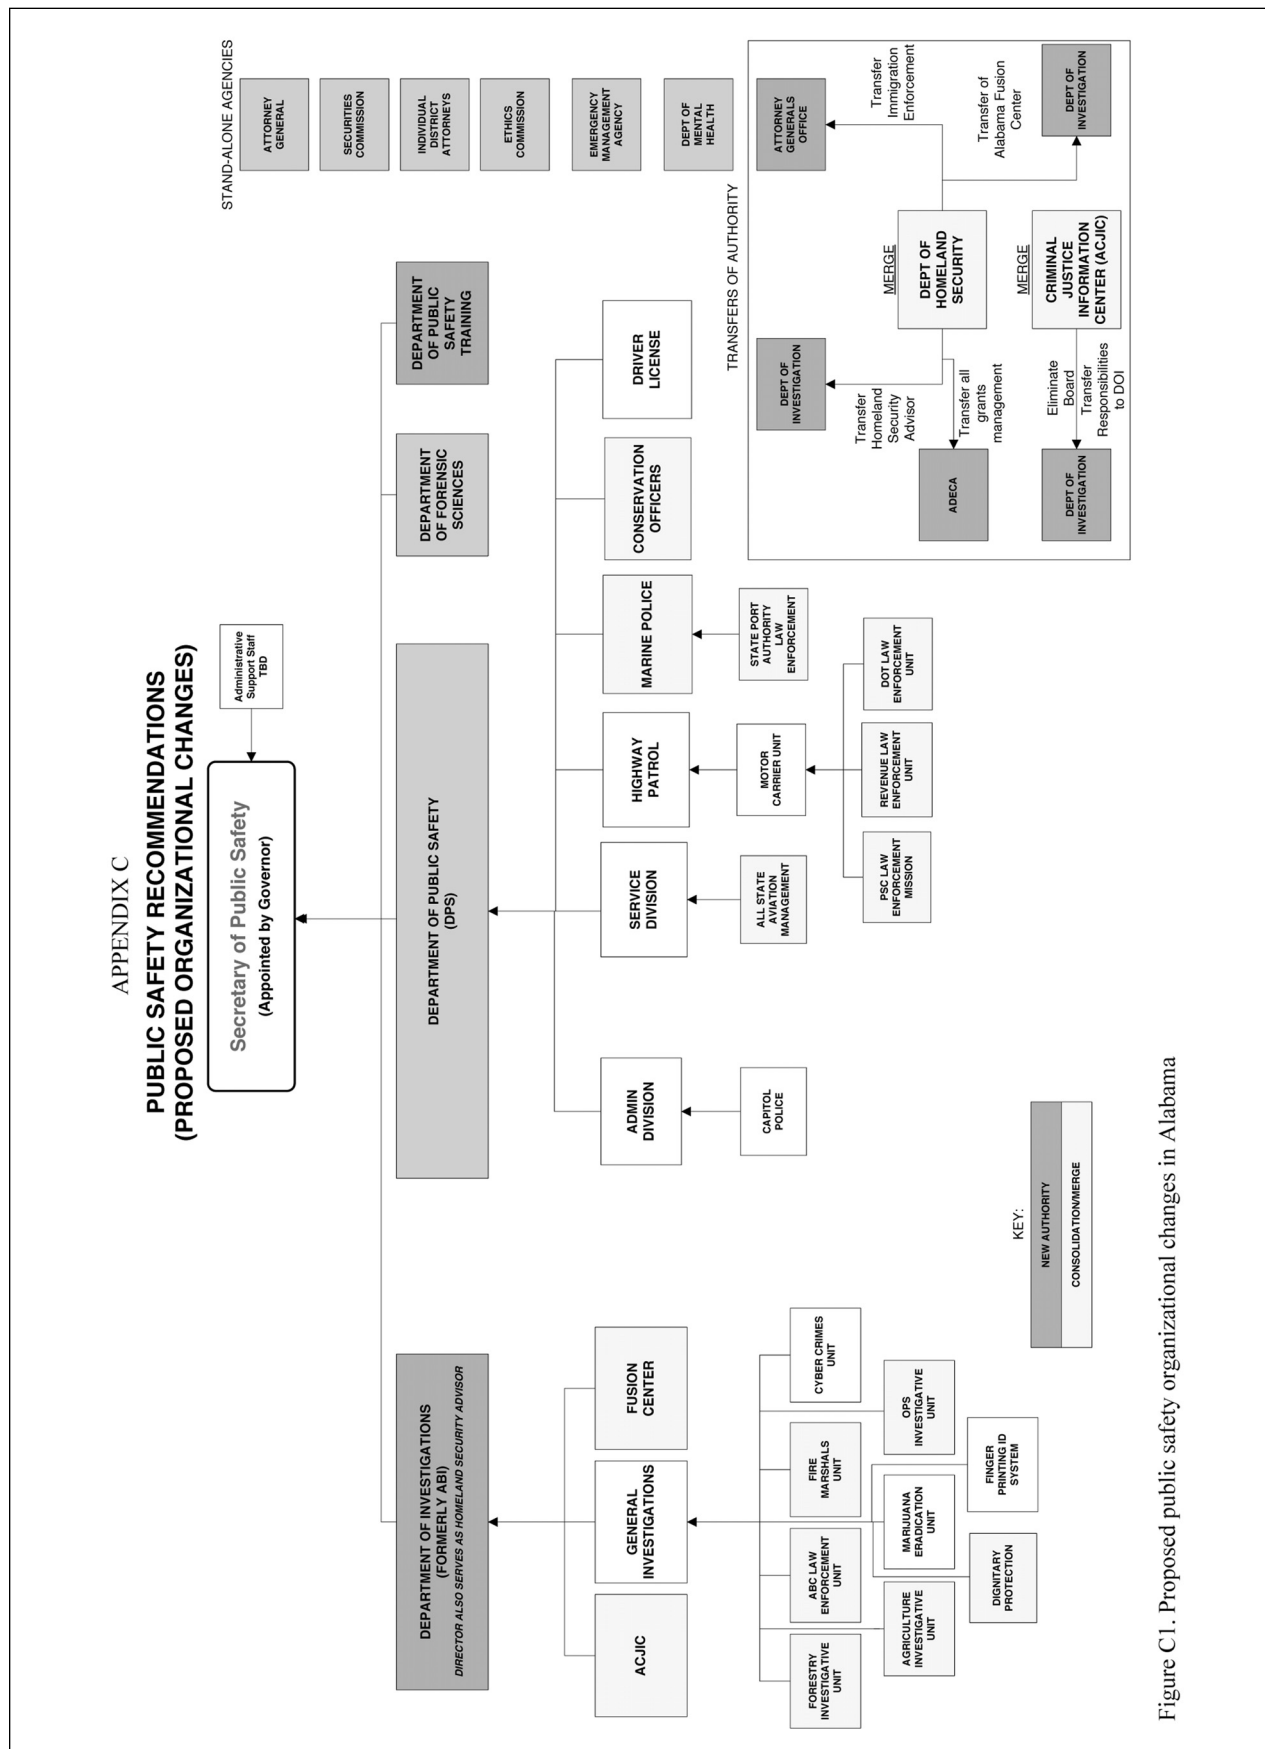 APPENDIX C
PUBLIC SAFETY RECOMMENDATIONS
(PROPOSED ORGANIZATIONAL CHANGES)
Secretary of Public Safety
(Appointed by Governor)
Administrative
Support Staff
TBD
STAND-ALONE AGENCIES
ATTORNEY
GENERAL
SECURITIES
COMMISSION
INDIVIDUAL
DISTRICT
ATTORNEYS
ETHICS
COMMISSION
EMERGENCY
MANAGEMENT
AGENCY
DEPT OF
MENTAL
HEALTH
DEPARTMENT OF INVESTIGATIONS
(FORMERLY ABI)
DIRECTOR ALSO SERVES AS HOMELAND SECURITY ADVISOR
DEPARTMENT OF PUBLIC SAFETY
(DPS)
DEPARTMENT
OF FORENSIC
SCIENCES
DEPARTMENT
OF PUBLIC
SAFETY
TRAINING
ACJIC
GENERAL
INVESTIGATIONS
FUSION
CENTER
ADMIN
DIVISION
SERVICE
DIVISION
HIGHWAY
PATROL
MARINE POLICE
CONSERVATION
OFFICERS
DRIVER
LICENSE
CAPITOL
POLICE
ALL STATE
AVIATION
MANAGEMENT
MOTOR
CARRIER UNIT
STATE PORT
AUTHORITY
LAW
ENFORCEMENT
PSC LAW
ENFORCEMENT
MISSION
REVENUE LAW
ENFORCEMENT
UNIT
DOT LAW
ENFORCEMENT
UNIT
FORESTRY
INVESTIGATIVE
UNIT
ABC LAW
ENFORCEMENT
UNIT
FIRE
MARSHALS
UNIT
CYBER CRIMES
UNIT
AGRICULTURE
INVESTIGATIVE
UNIT
MARIJUANA
ERADICATION
UNIT
OPS
INVESTIGATIVE
UNIT
DIGNITARY
PROTECTION
FINGER
PRINTING ID
SYSTEM
TRANSFERS OF AUTHORITY
DEPT OF
INVESTIGATION
ATTORNEY
GENERALS
OFFICE
Transfer
Homeland
Security
Advisor
Transfer
Immigration
Enforcement
MERGE
DEPT OF
HOMELAND
SECURITY
ADECA
Transfer all
grants
management
Transfer of
Alabama Fusion
Center
MERGE
CRIMINAL
JUSTICE
INFORMATION
CENTER (ACJIC)
DEPT OF
INVESTIGATION
Eliminate
Board
Transfer
Responsibilities
to DOI
DEPT OF
INVESTIGATION
KEY:
NEW AUTHORITY
CONSOLIDATION/MERGE
Figure C1. Proposed public safety organizational changes in Alabama